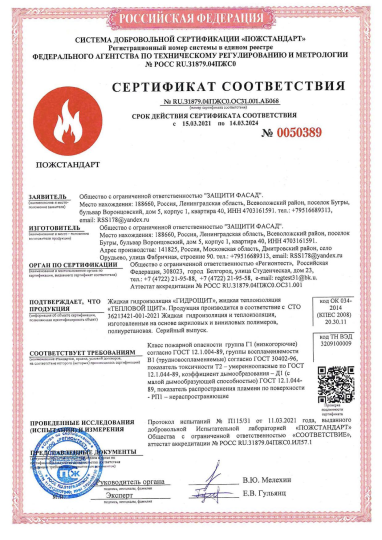 РОССИЙСКАЯ ФЕДЕРАЦИЯ
СИСТЕМА ДОБРОВОЛЬНОЙ СЕРТИФИКАЦИИ «ПОЖСТАНДАРТ»
Регистрационный номер системы в едином реестре
ФЕДЕРАЛЬНОГО АГЕНТСТВА ПО ТЕХНИЧЕСКОМУ РЕГУЛИРОВАНИЮ И МЕТРОЛОГИИ
№ РОСС RU.31879.04ПЖС0
СЕРТИФИКАТ СООТВЕТСТВИЯ
№ RU.31879.04ПЖС0.ОС31.001.АБ068
(номер сертификата соответствия)
СРОК ДЕЙСТВИЯ СЕРТИФИКАТА СООТВЕТСТВИЯ
с 15.03.2021 по 14.03.2024
№ 0050389
ПОЖСТАНДАРТ
ЗАЯВИТЕЛЬ
Общество с ограниченной ответственностью "ЗАЩИТИ ФАСАД".
Место нахождения: 188660, Россия, Ленинградская область, Всеволожский район, поселок Бугры,
бульвар Воронцовский, дом 5, корпус 1, квартира 40, ИНН 4703161591. тел.: +79516689313,
email: RSS178@yandex.ru
ИЗГОТОВИТЕЛЬ
Общество с ограниченной ответственностью "ЗАЩИТИ ФАСАД".
Место нахождения: 188660, Россия, Ленинградская область, Всеволожский район, поселок
Бугры, бульвар Воронцовский, дом 5, корпус 1, квартира 40, ИНН 4703161591.
Адрес производства: 141825, Россия, Московская область, Дмитровский район, село
Орудьево, улица Фабричная, строение 90. тел.: +79516689313, email: RSS178@yandex.ru
ОРГАН ПО СЕРТИФИКАЦИИ
Общество с ограниченной ответственностью «Регионтест», Российская
Федерация, 308023, город Белгород, улица Студенческая, дом 23,
тел.: +7 (4722) 21-95-88, +7 (4722) 21-95-58, e-mail: regtest31@bk.ru.
Аттестат аккредитации № РОСС RU.31879.04ПЖС0.ОС31.001
ПОДТВЕРЖДАЕТ, ЧТО
ПРОДУКЦИЯ
Жидкая гидроизоляция «ГИДРОЩИТ», жидкая теплоизоляция
«ТЕПЛОВОЙ ЩИТ». Продукция производится в соответствии с СТО
16213421-001-2021 Жидкая гидроизоляция и теплоизоляция,
изготовленная на основа акриловых и виниловых полимеров,
полиуретановая. Серийный выпуск.
код ОК 034-
2014
(КПЕС 2008)
20.30.11
код ТН ВЭД
3209100009
СООТВЕТСТВУЕТ ТРЕБОВАНИЯМ
Класс пожарной опасности группы Г1 (низкогорючие)
согласно ГОСТ 12.1.044-89, группы воспламеняемости
В1 (трудновоспламеняемые) согласно ГОСТ 30402-96,
показатель токсичности Т2 – умеренноопасные по ГОСТ
12.1.044-89, коэффициент дымообразования – Д1 (с
малой дымообразующей способностью) ГОСТ 12.1.044-
89, показатель распространения пламени по поверхности
- РП1 – нераспространяющие
ПРОВЕДЕННЫЕ ИССЛЕДОВАНИЯ
(ИСПЫТАНИЯ) И ИЗМЕРЕНИЯ
Протокол испытаний № П115/31 от 11.03.2021 года, выданного
добровольной Испытательной лабораторией «ПОЖСТАНДАРТ»
Общества с ограниченной ответственностью «СООТВЕТСТВИЕ»,
аттестат аккредитации № РОСС RU.31879.04ПЖС0.ИЛ57.1
ПРЕДСТАВЛЕННЫЕ ДОКУМЕНТЫ
Руководитель органа
В.Ю. Мелехин
Эксперт
Е.В. Гульянц